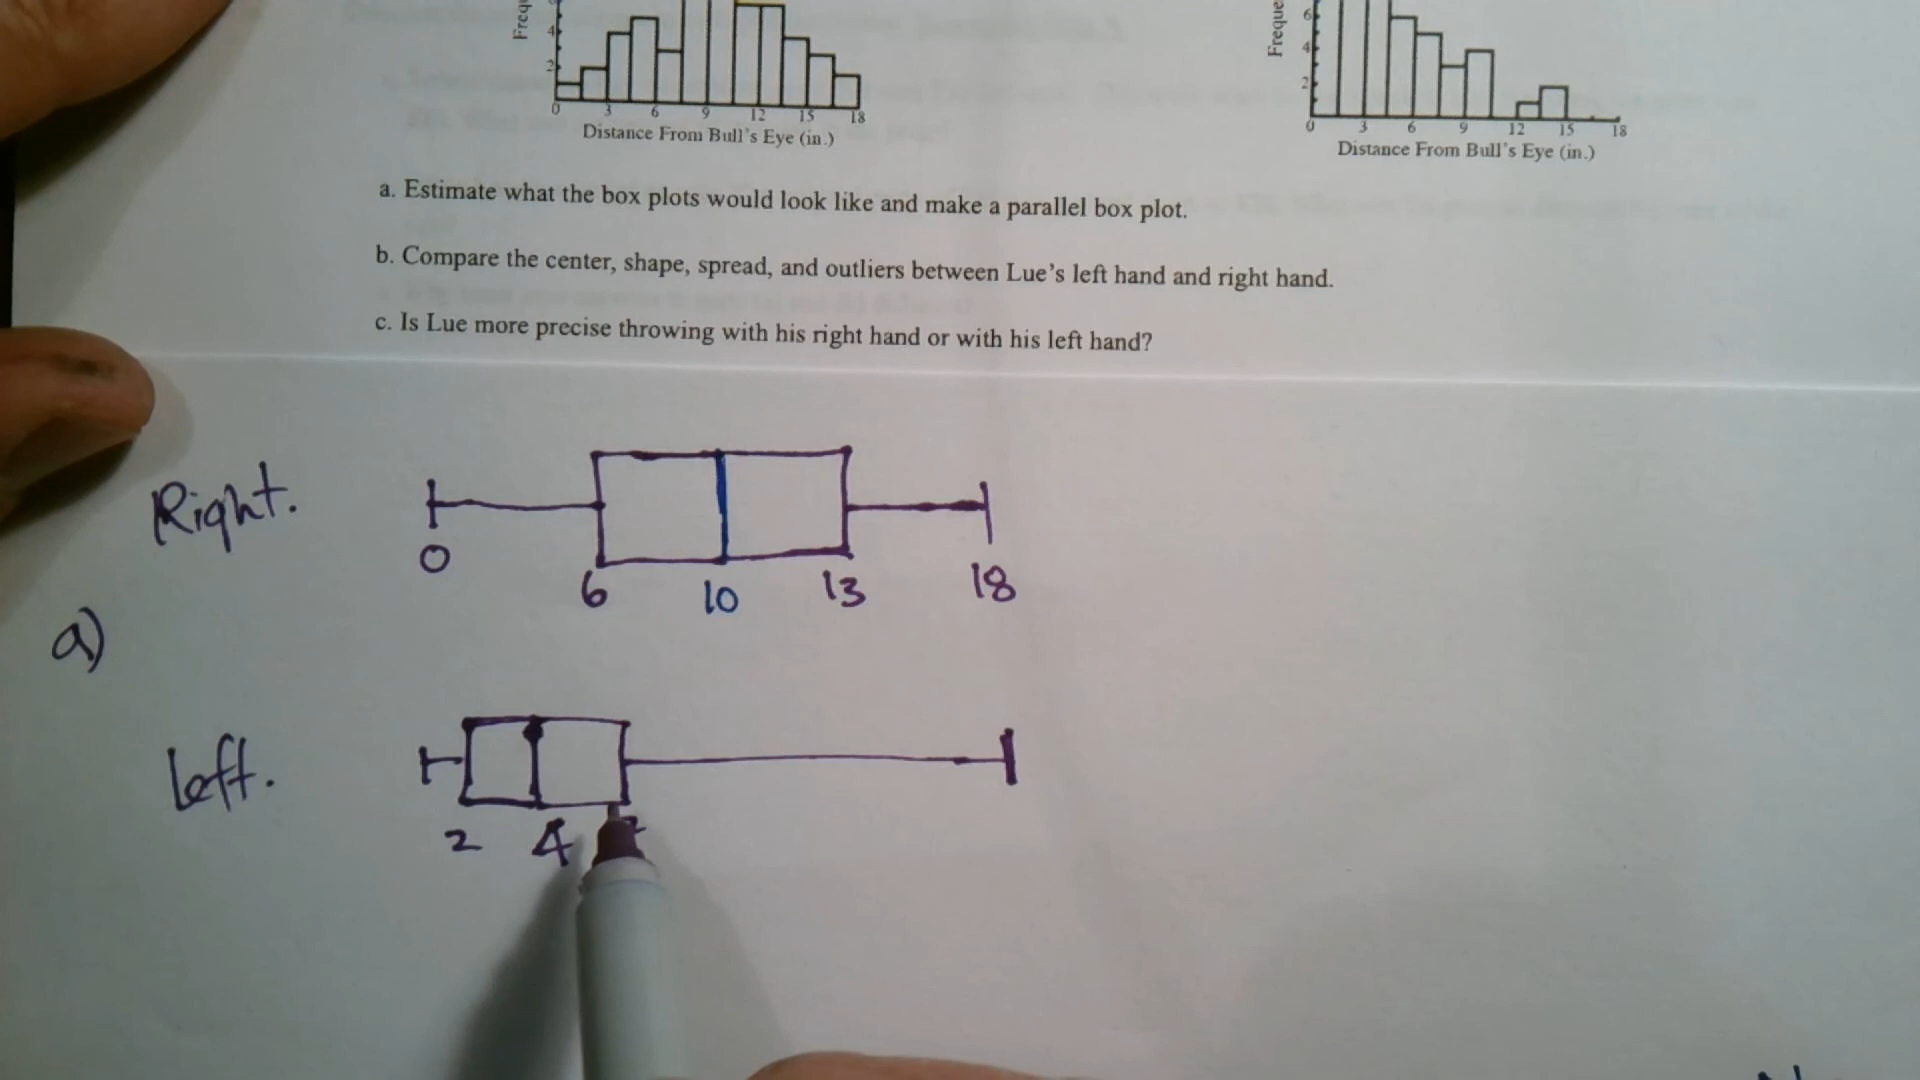 4
2
0 3 6 9 12 15 18
Distance From Bull's Eye (in.)
6
4
2
0 3 6 9 12 15 18
Distance From Bull's Eye (in.)
a. Estimate what the box plots would look like and make a parallel box plot.
b. Compare the center, shape, spread, and outliers between Lue's left hand and right hand.
c. Is Lue more precise throwing with his right hand or with his left hand?
Right.
0 6 10 13 18
a)
left.
2 4